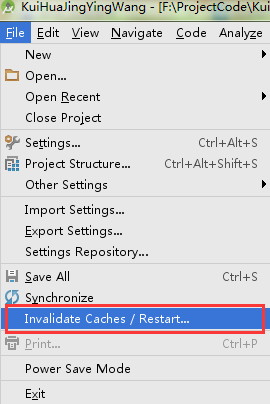 KuiHuaJingYingWang - [F:\ProjectCode\Kui
File Edit View Navigate Code Analyze
New
Open...
Open Recent
Close Project
Settings... Ctrl+Alt+S
Project Structure... Ctrl+Alt+Shift+S
Other Settings
Import Settings...
Export Settings...
Settings Repository...
Save All Ctrl+S
Synchronize
Invalidate Caches / Restart...
Print... Ctrl+P
Power Save Mode
Exit